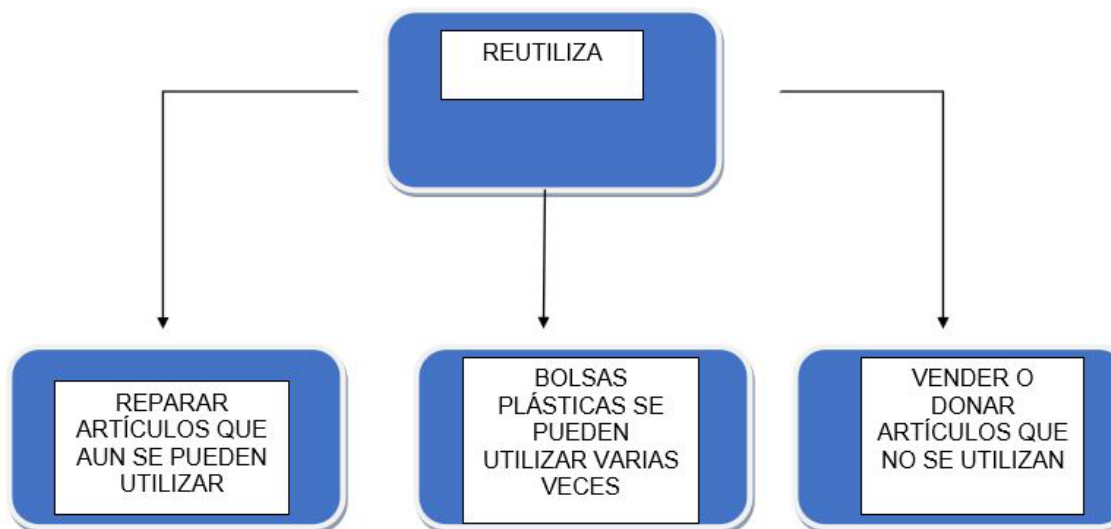 REUTILIZA
REPARAR
ARTÍCULOS QUE
AUN SE PUEDEN
UTILIZAR
BOLSAS
PLÁSTICAS SE
PUEDEN
UTILIZAR VARIAS
VECES
VENDER O
DONAR
ARTÍCULOS QUE
NO SE UTILIZAN